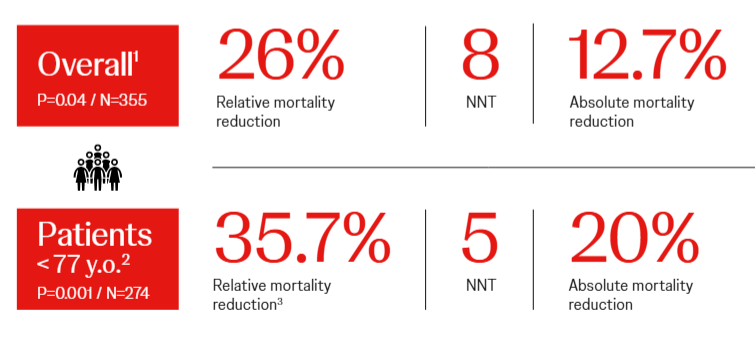 Overall¹
P=0.04 / N=355
26%
Relative mortality
reduction
8
NNT
12.7%
Absolute mortality
reduction
Patients
<77 y.o.²
P=0.001 / N=274
35.7%
Relative mortality
reduction³
5
NNT
20%
Absolute mortality
reduction